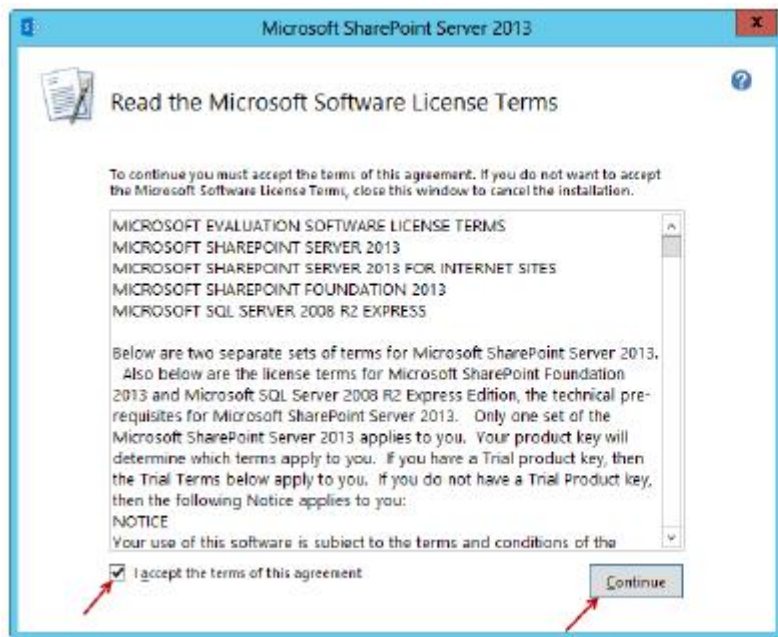 Microsoft SharePoint Server 2013
x
Read the Microsoft Software License Terms
To continue you must accept the terms of this agreement. If you do not want to accept
the Microsoft Software License Terms, close this window to cancel the installation.
MICROSOFT EVALUATION SOFTWARE LICENSE TERMS
MICROSOFT SHAREPOINT SERVER 2013
MICROSOFT SHAREPOINT SERVER 2013 FOR INTERNET SITES
MICROSOFT SHAREPOINT FOUNDATION 2013
MICROSOFT SQL SERVER 2008 R2 EXPRESS
Below are two separate sets of terms for Microsoft SharePoint Server 2013.
Also below are the license terms for Microsoft SharePoint Foundation
2013 and Microsoft SQL Server 2008 R2 Express Edition, the technical pre-
requisites for Microsoft SharePoint Server 2013. Only one set of the
Microsoft SharePoint Server 2013 applies to you. Your product key will
determine which terms apply to you. If you have a Trial product key, then
the Trial Terms below apply to you. If you do not have a Trial Product key,
then the following Notice applies to you:
NOTICE
Your use of this software is subject to the terms and conditions of the
I accept the terms of this agreement
Continue